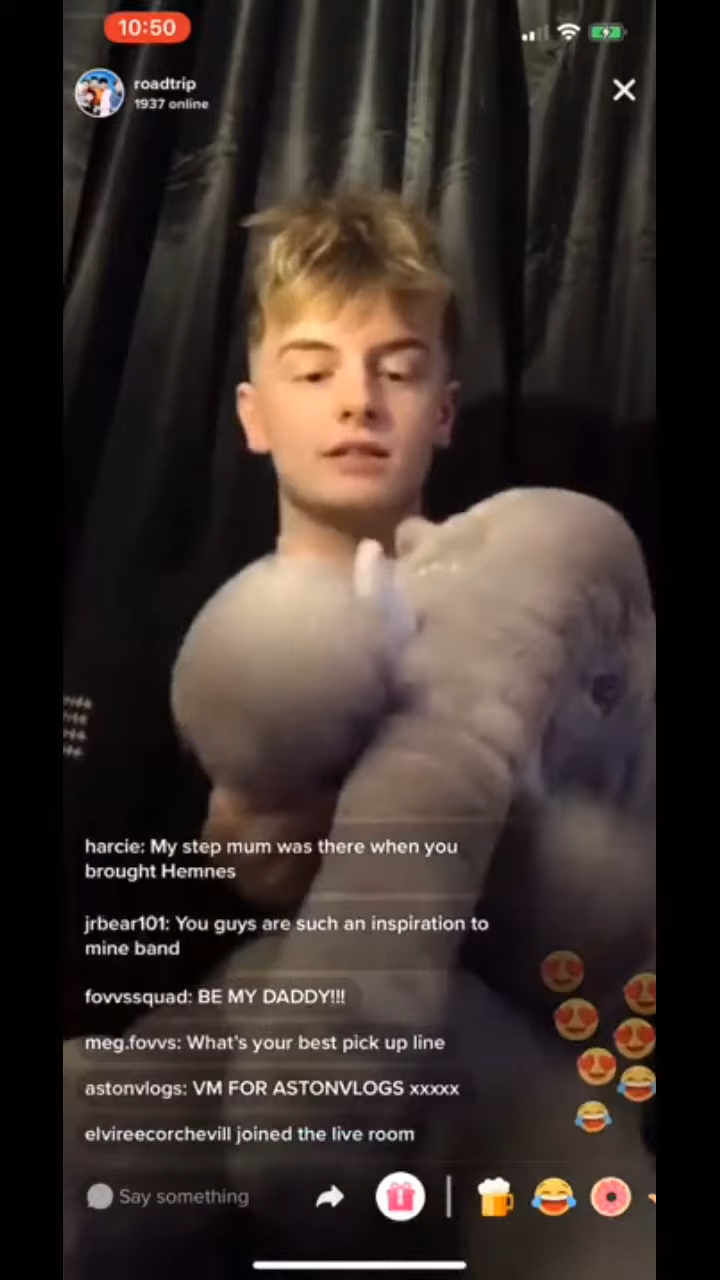 10:50
roadtrip
1937 online
harcie: My step mum was there when you
brought Hemnes
jrbear101: You guys are such an inspiration to
mine band
fovvssquad: BE MY DADDY!!!
meg.fovvs: What's your best pick up line
astonvlogs: VM FOR ASTONVLOGS xxxxx
elvireecorchevill joined the live room
Say something